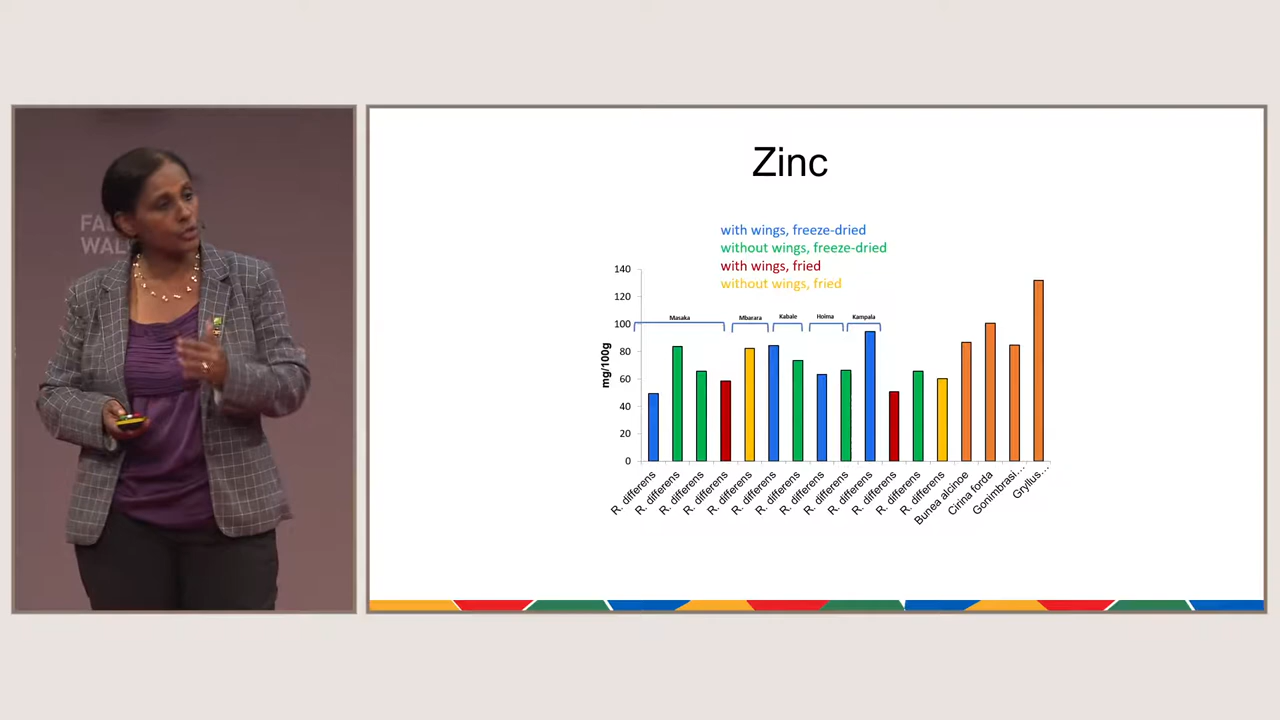 Zinc
with wings, freeze-dried
without wings, freeze-dried
with wings, fried
without wings, fried
140
120
100
80
60
40
20
0
mg/100g
Masaka
Mbarara
Kabale
Hoima
Kampala
R. differens
R. differens
R. differens
R. differens
R. differens
R. differens
R. differens
R. differens
R. differens
R. differens
R. differens
R. differens
R. differens
Bunea alcinoe
Cirina forda
Gonimbrasi…
Gryllus…